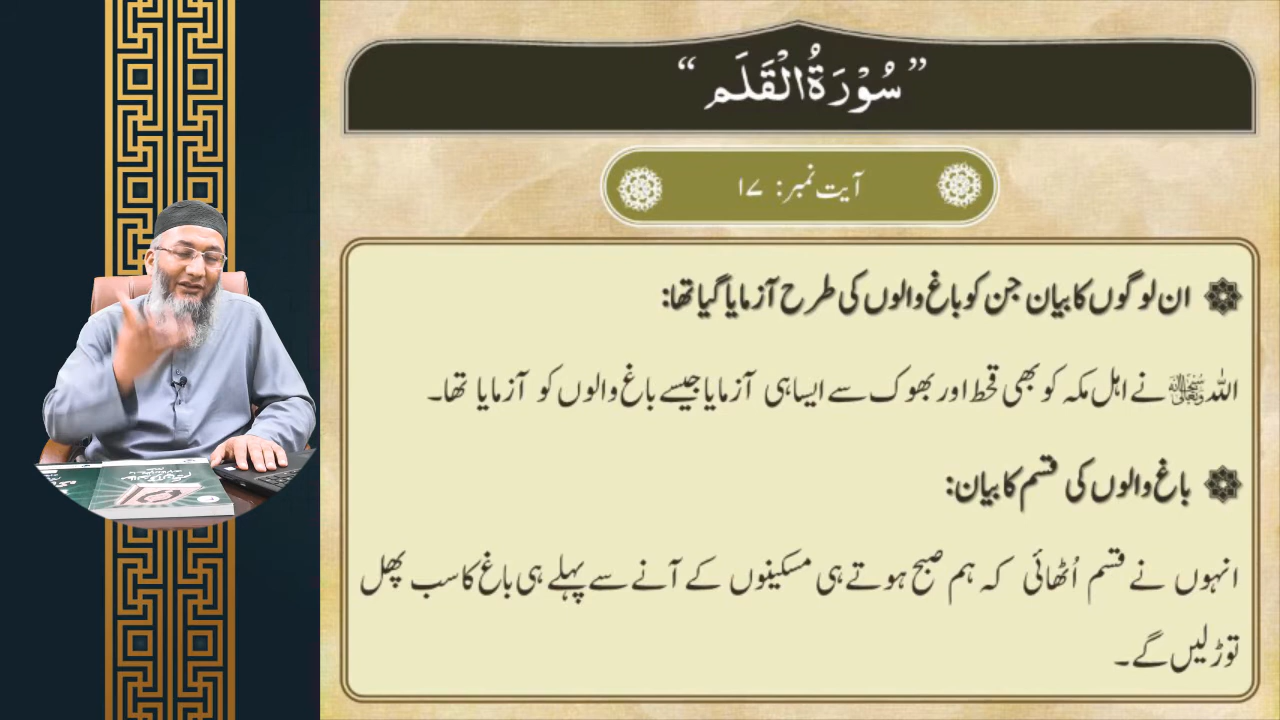 ”سُوْرَۃُ الْقَلَم“
آیت نمبر: ۱۷
ان لوگوں کا بیان جن کو باغ والوں کی طرح آزمایا گیا تھا:
اللہ سبحانہ وتعالیٰ نے اہل مکہ کو بھی قحط اور بھوک سے ایسا ہی آزمایا جیسے باغ والوں کو آزمایا تھا۔
باغ والوں کی قسم کا بیان:
انہوں نے قسم اُٹھائی کہ ہم صبح ہوتے ہی مسکینوں کے آنے سے پہلے ہی باغ کا سب پھل
توڑ لیں گے۔